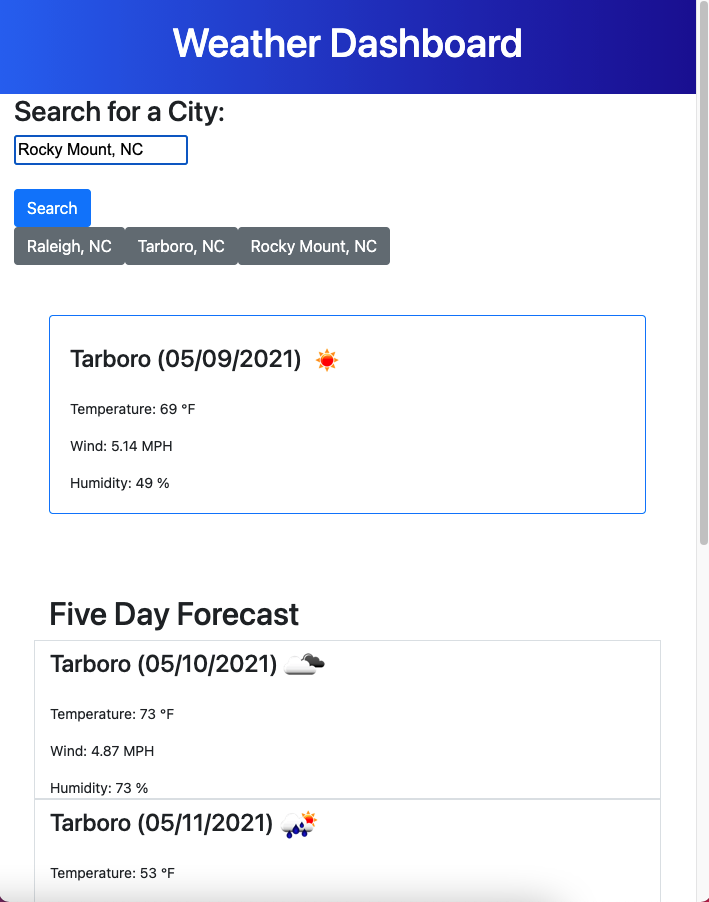 Weather Dashboard
Search for a City:
Rocky Mount, NC
Search
Raleigh, NC Tarboro, NC Rocky Mount, NC
Tarboro (05/09/2021)
Temperature: 69 °F
Wind: 5.14 MPH
Humidity: 49 %
Five Day Forecast
Tarboro (05/10/2021)
Temperature: 73 °F
Wind: 4.87 MPH
Humidity: 73 %
Tarboro (05/11/2021)
Temperature: 53 °F